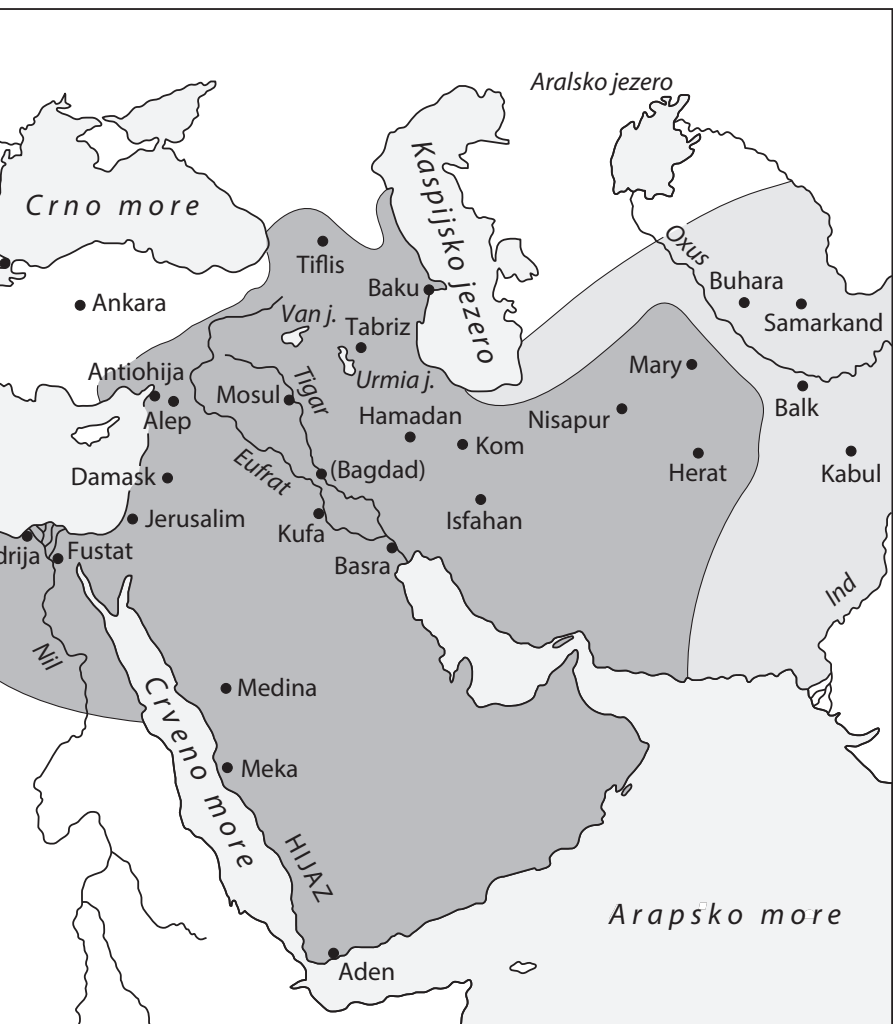 Aralsko jezero
Kaspijsko jezero
Crno more
Oxus
Tiflis
Buhara
Baku
Ankara
Van j.
Samarkand
Tabriz
Mary
Antiohija
Urmia j.
Tigar
Mosul
Balk
Hamadan
Nisapur
Alep
Kom
Eufrat
(Bagdad)
Damask
Herat
Kabul
Jerusalim
Isfahan
Kufa
drija
Fustat
Basra
Ind
Nil
Medina
Crveno more
Meka
HIJAZ
Arapsko more
Aden